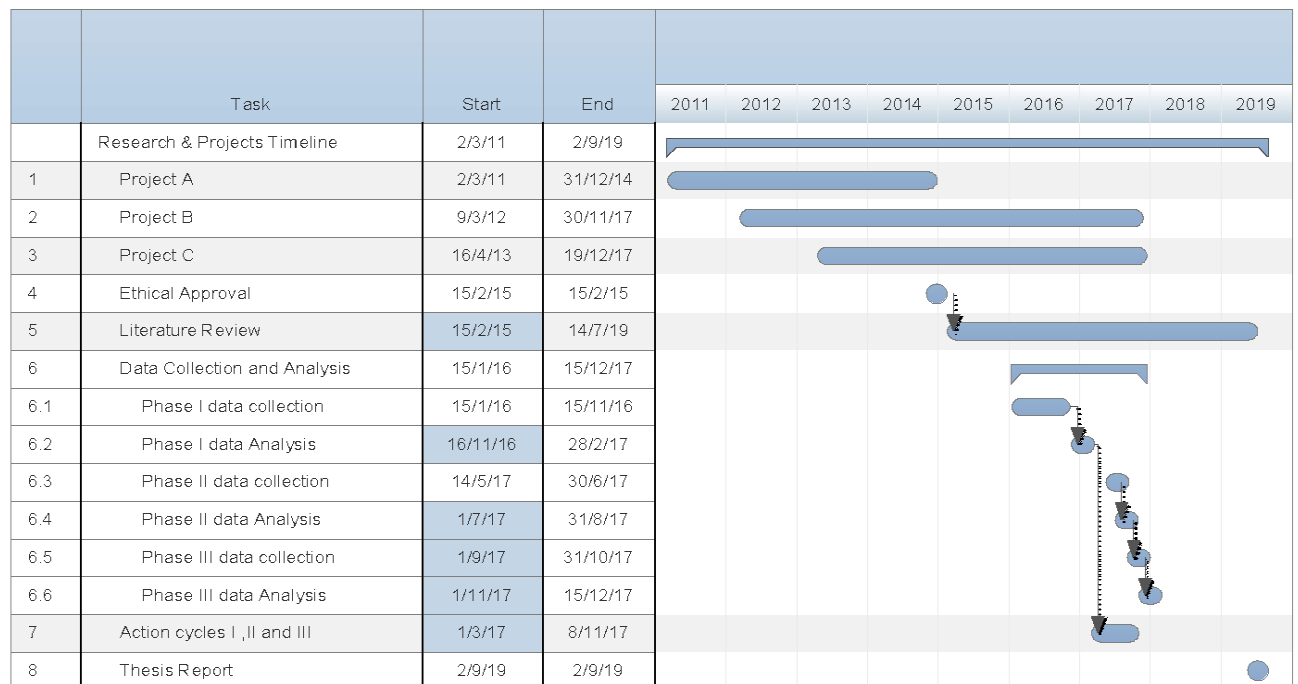 Task Start End 2011 2012 2013 2014 2015 2016 2017 2018 2019
Research & Projects Timeline 2/3/11 2/9/19
1 Project A 2/3/11 31/12/14
2 Project B 9/3/12 30/11/17
3 Project C 16/4/13 19/12/17
4 Ethical Approval 15/2/15 15/2/15
5 Literature Review 15/2/15 14/7/19
6 Data Collection and Analysis 15/1/16 15/12/17
6.1 Phase I data collection 15/1/16 15/11/16
6.2 Phase I data Analysis 16/11/16 28/2/17
6.3 Phase II data collection 14/5/17 30/6/17
6.4 Phase II data Analysis 1/7/17 31/8/17
6.5 Phase III data collection 1/9/17 31/10/17
6.6 Phase III data Analysis 1/11/17 15/12/17
7 Action cycles I ,II and III 1/3/17 8/11/17
8 Thesis Report 2/9/19 2/9/19